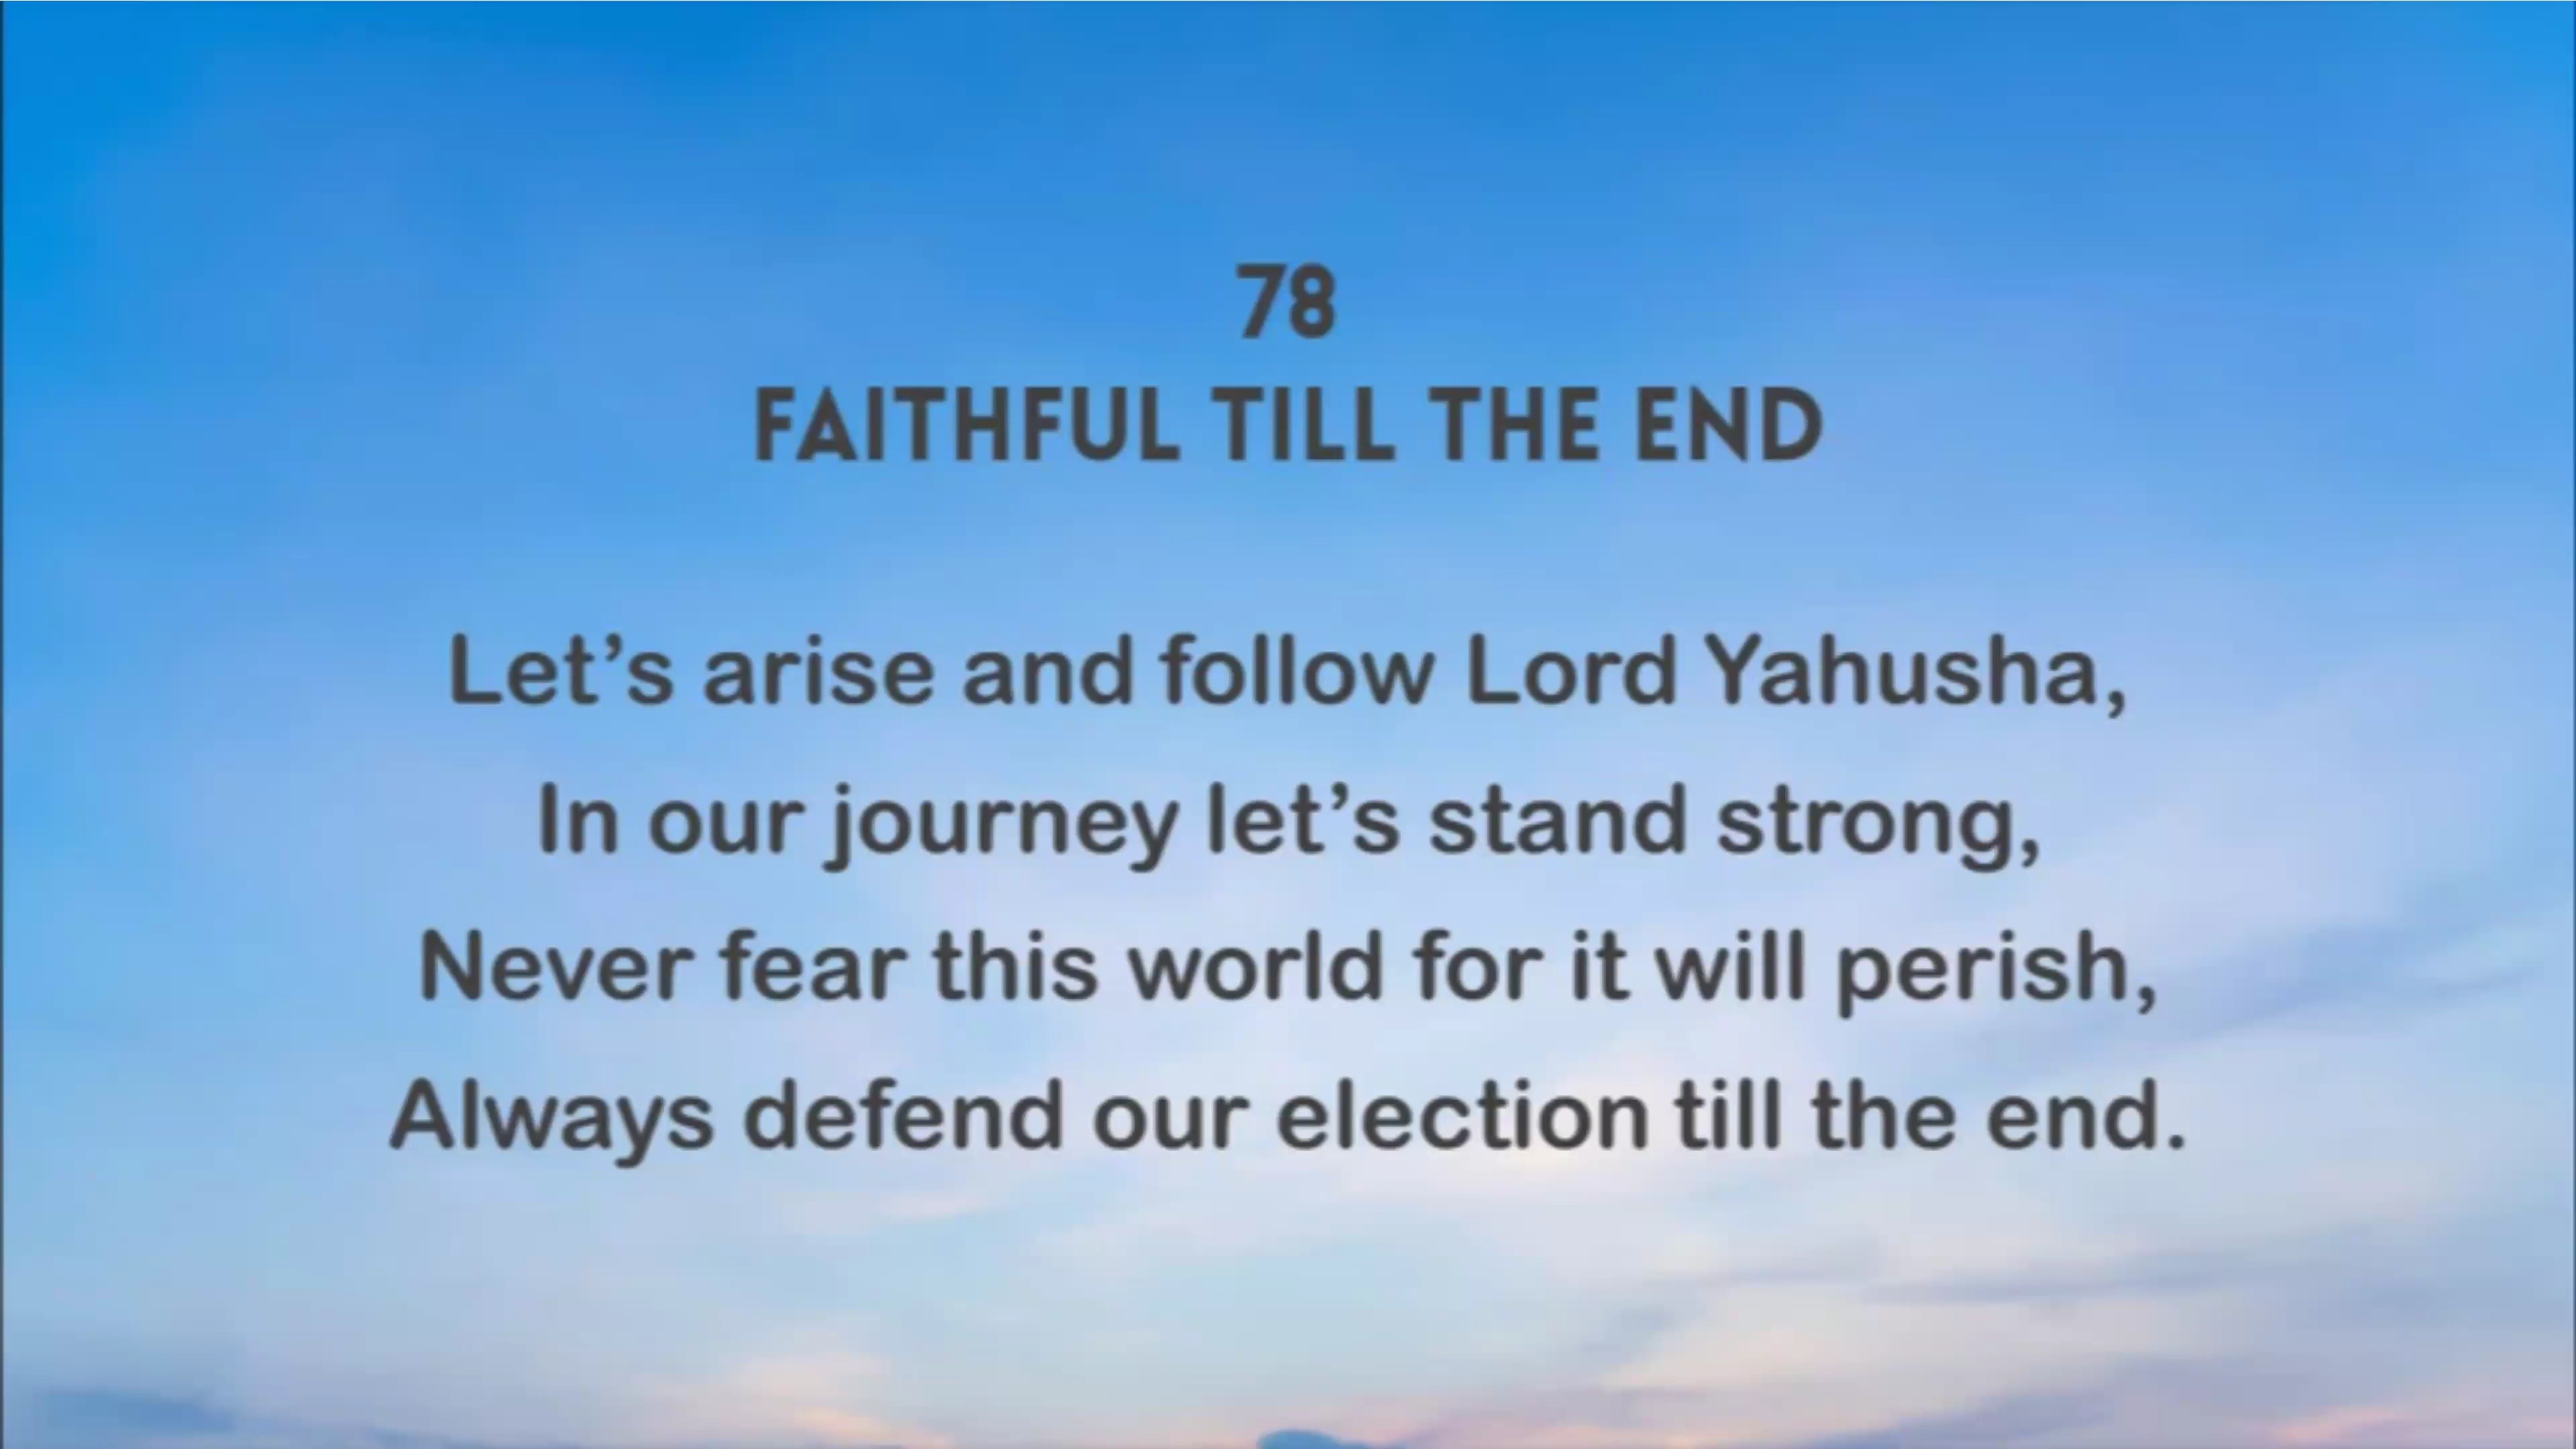 78
FAITHFUL TILL THE END
Let’s arise and follow Lord Yahusha,
In our journey let’s stand strong,
Never fear this world for it will perish,
Always defend our election till the end.